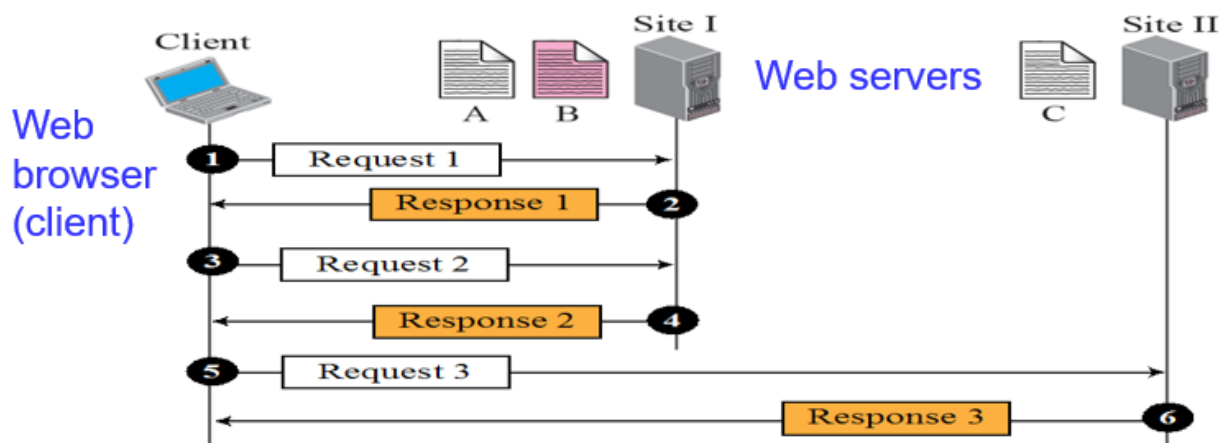 Client
Site I
Site II
Web servers
A
B
C
Web
browser
(client)
1
Request 1
Response 1
2
3
Request 2
Response 2
4
5
Request 3
Response 3
6